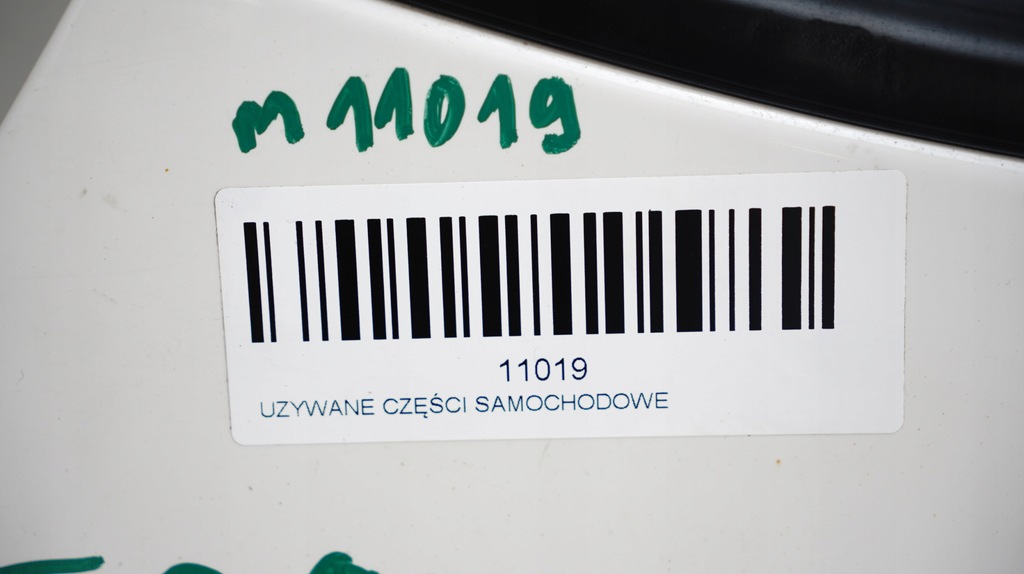 m 11019
11019
UZYWANE CZĘŚCI SAMOCHODOWE